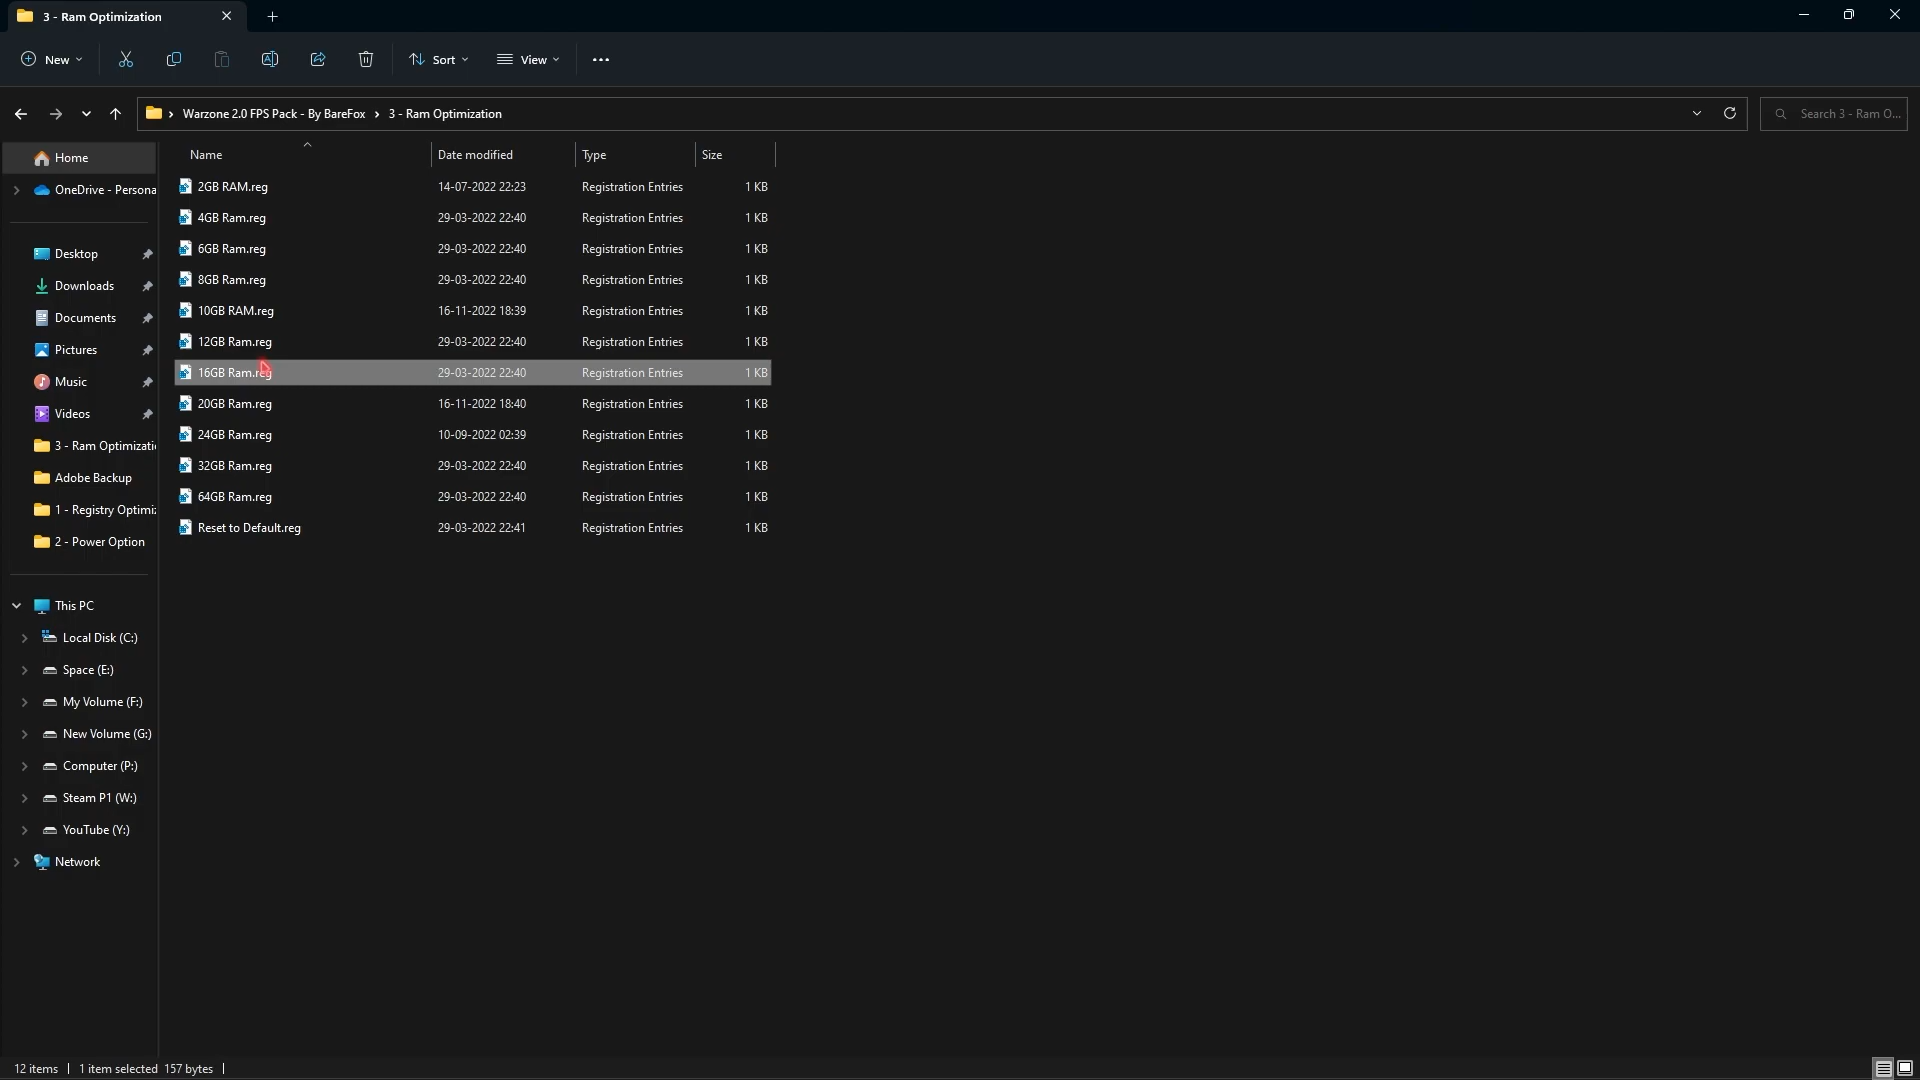 3 - Ram Optimization
New
Sort
View
Warzone 2.0 FPS Pack - By BareFox > 3 - Ram Optimization
Search 3 - Ram O...
Name Date modified Type Size
Home
OneDrive - Persona
Desktop
Downloads
Documents
Pictures
Music
Videos
3 - Ram Optimizati
Adobe Backup
1 - Registry Optimi
2 - Power Option
This PC
Local Disk (C:)
Space (E:)
My Volume (F:)
New Volume (G:)
Computer (P:)
Steam P1 (W:)
YouTube (Y:)
Network
2GB RAM.reg 14-07-2022 22:23 Registration Entries 1 KB
4GB Ram.reg 29-03-2022 22:40 Registration Entries 1 KB
6GB Ram.reg 29-03-2022 22:40 Registration Entries 1 KB
8GB Ram.reg 29-03-2022 22:40 Registration Entries 1 KB
10GB RAM.reg 16-11-2022 18:39 Registration Entries 1 KB
12GB Ram.reg 29-03-2022 22:40 Registration Entries 1 KB
16GB Ram.reg 29-03-2022 22:40 Registration Entries 1 KB
20GB Ram.reg 16-11-2022 18:40 Registration Entries 1 KB
24GB Ram.reg 10-09-2022 02:39 Registration Entries 1 KB
32GB Ram.reg 29-03-2022 22:40 Registration Entries 1 KB
64GB Ram.reg 29-03-2022 22:40 Registration Entries 1 KB
Reset to Default.reg 29-03-2022 22:41 Registration Entries 1 KB
12 items | 1 item selected 157 bytes |